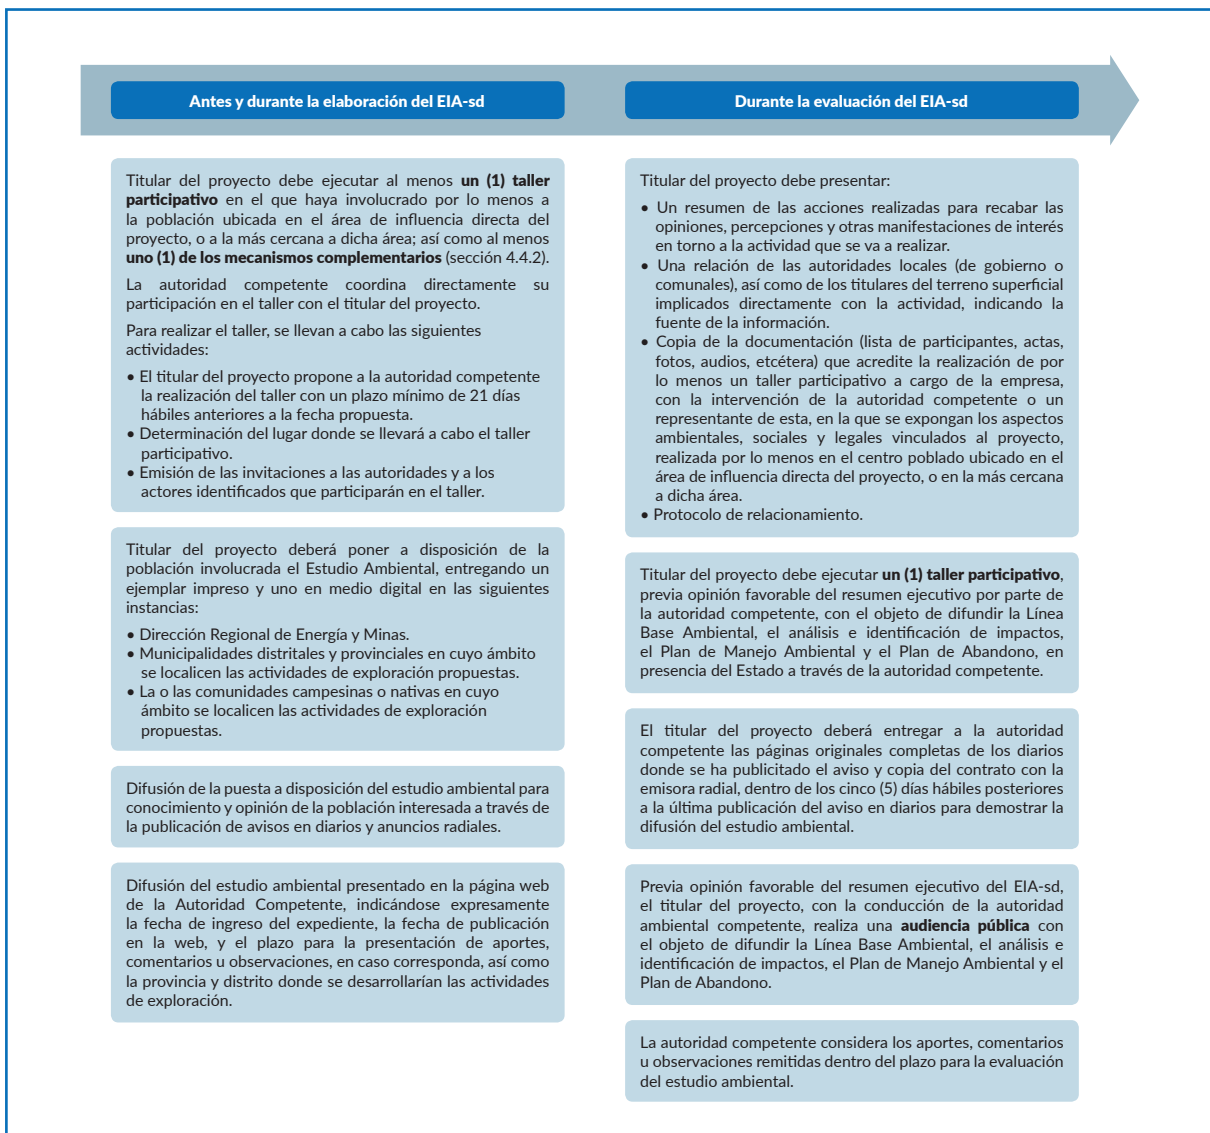 Antes y durante la elaboración del EIA-sd
Titular del proyecto debe ejecutar al menos un (1) taller
participativo en el que haya involucrado por lo menos a
la población ubicada en el área de influencia directa del
proyecto, o a la más cercana a dicha área; así como al menos
uno (1) de los mecanismos complementarios (sección 4.4.2).
La autoridad competente coordina directamente su
participación en el taller con el titular del proyecto.
Para realizar el taller, se llevan a cabo las siguientes
actividades:
• El titular del proyecto propone a la autoridad competente
la realización del taller con un plazo mínimo de 21 días
hábiles anteriores a la fecha propuesta.
• Determinación del lugar donde se llevará a cabo el taller
participativo.
• Emisión de las invitaciones a las autoridades y a los
actores identificados que participarán en el taller.
Titular del proyecto deberá poner a disposición de la
población involucrada el Estudio Ambiental, entregando un
ejemplar impreso y uno en medio digital en las siguientes
instancias:
• Dirección Regional de Energía y Minas.
• Municipalidades distritales y provinciales en cuyo ámbito
se localicen las actividades de exploración propuestas.
• La o las comunidades campesinas o nativas en cuyo
ámbito se localicen las actividades de exploración
propuestas.
Difusión de la puesta a disposición del estudio ambiental para
conocimiento y opinión de la población interesada a través de
la publicación de avisos en diarios y anuncios radiales.
Difusión del estudio ambiental presentado en la página web
de la Autoridad Competente, indicándose expresamente
la fecha de ingreso del expediente, la fecha de publicación
en la web, y el plazo para la presentación de aportes,
comentarios u observaciones, en caso corresponda, así como
la provincia y distrito donde se desarrollarían las actividades
de exploración.
Durante la evaluación del EIA-sd
Titular del proyecto debe presentar:
• Un resumen de las acciones realizadas para recabar las
opiniones, percepciones y otras manifestaciones de interés
en torno a la actividad que se va a realizar.
• Una relación de las autoridades locales (de gobierno o
comunales), así como de los titulares del terreno superficial
implicados directamente con la actividad, indicando la
fuente de la información.
• Copia de la documentación (lista de participantes, actas,
fotos, audios, etcétera) que acredite la realización de por
lo menos un taller participativo a cargo de la empresa,
con la intervención de la autoridad competente o un
representante de esta, en la que se expongan los aspectos
ambientales, sociales y legales vinculados al proyecto,
realizada por lo menos en el centro poblado ubicado en el
área de influencia directa del proyecto, o en la más cercana
a dicha área.
• Protocolo de relacionamiento.
Titular del proyecto debe ejecutar un (1) taller participativo,
previa opinión favorable del resumen ejecutivo por parte de
la autoridad competente, con el objeto de difundir la Línea
Base Ambiental, el análisis e identificación de impactos,
el Plan de Manejo Ambiental y el Plan de Abandono, en
presencia del Estado a través de la autoridad competente.
El titular del proyecto deberá entregar a la autoridad
competente las páginas originales completas de los diarios
donde se ha publicitado el aviso y copia del contrato con la
emisora radial, dentro de los cinco (5) días hábiles posteriores
a la última publicación del aviso en diarios para demostrar la
difusión del estudio ambiental.
Previa opinión favorable del resumen ejecutivo del EIA-sd,
el titular del proyecto, con la conducción de la autoridad
ambiental competente, realiza una audiencia pública con
el objeto de difundir la Línea Base Ambiental, el análisis e
identificación de impactos, el Plan de Manejo Ambiental y el
Plan de Abandono.
La autoridad competente considera los aportes, comentarios
u observaciones remitidas dentro del plazo para la evaluación
del estudio ambiental.